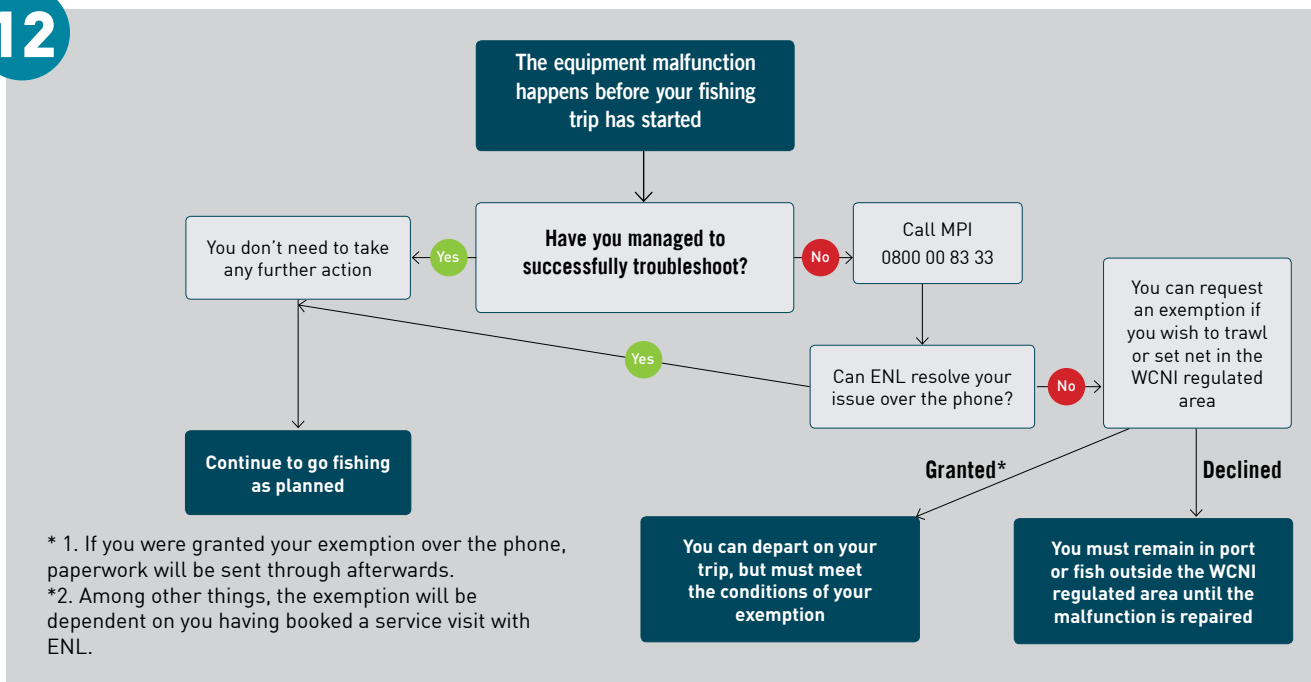 12
The equipment malfunction
happens before your fishing
trip has started
Have you managed to
successfully troubleshoot?
Yes
You don’t need to take
any further action
No
Call MPI
0800 00 83 33
Can ENL resolve your
issue over the phone?
Yes
No
You can request
an exemption if
you wish to trawl
or set net in the
WCNI regulated
area
Continue to go fishing
as planned
Granted*
Declined
You can depart on your
trip, but must meet
the conditions of your
exemption
You must remain in port
or fish outside the WCNI
regulated area until the
malfunction is repaired
* 1. If you were granted your exemption over the phone,
paperwork will be sent through afterwards.
*2. Among other things, the exemption will be
dependent on you having booked a service visit with
ENL.